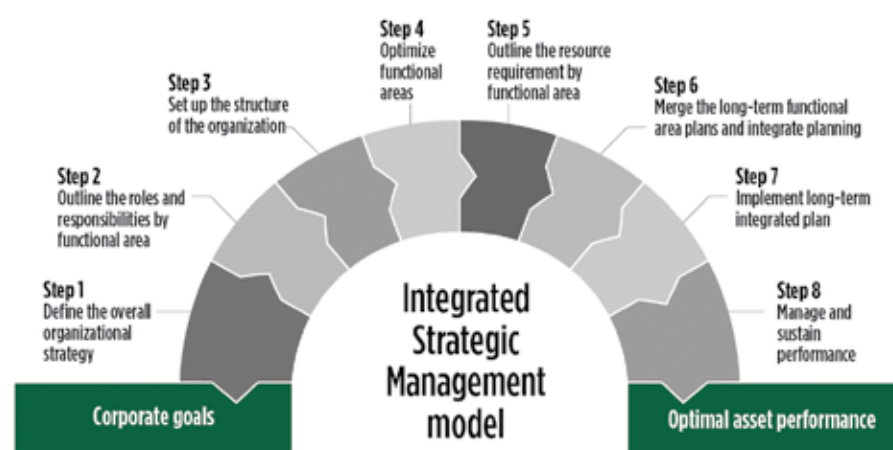 Step 1
Define the overall
organizational
strategy
Step 2
Outline the roles and
responsibilities by
functional area
Step 3
Set up the structure
of the organization
Step 4
Optimize
functional
areas
Step 5
Outline the resource
requirement by
functional area
Step 6
Merge the long-term functional
area plans and integrate planning
Step 7
Implement long-term
integrated plan
Step 8
Manage and
sustain
performance
Integrated
Strategic
Management
model
Corporate goals
Optimal asset performance